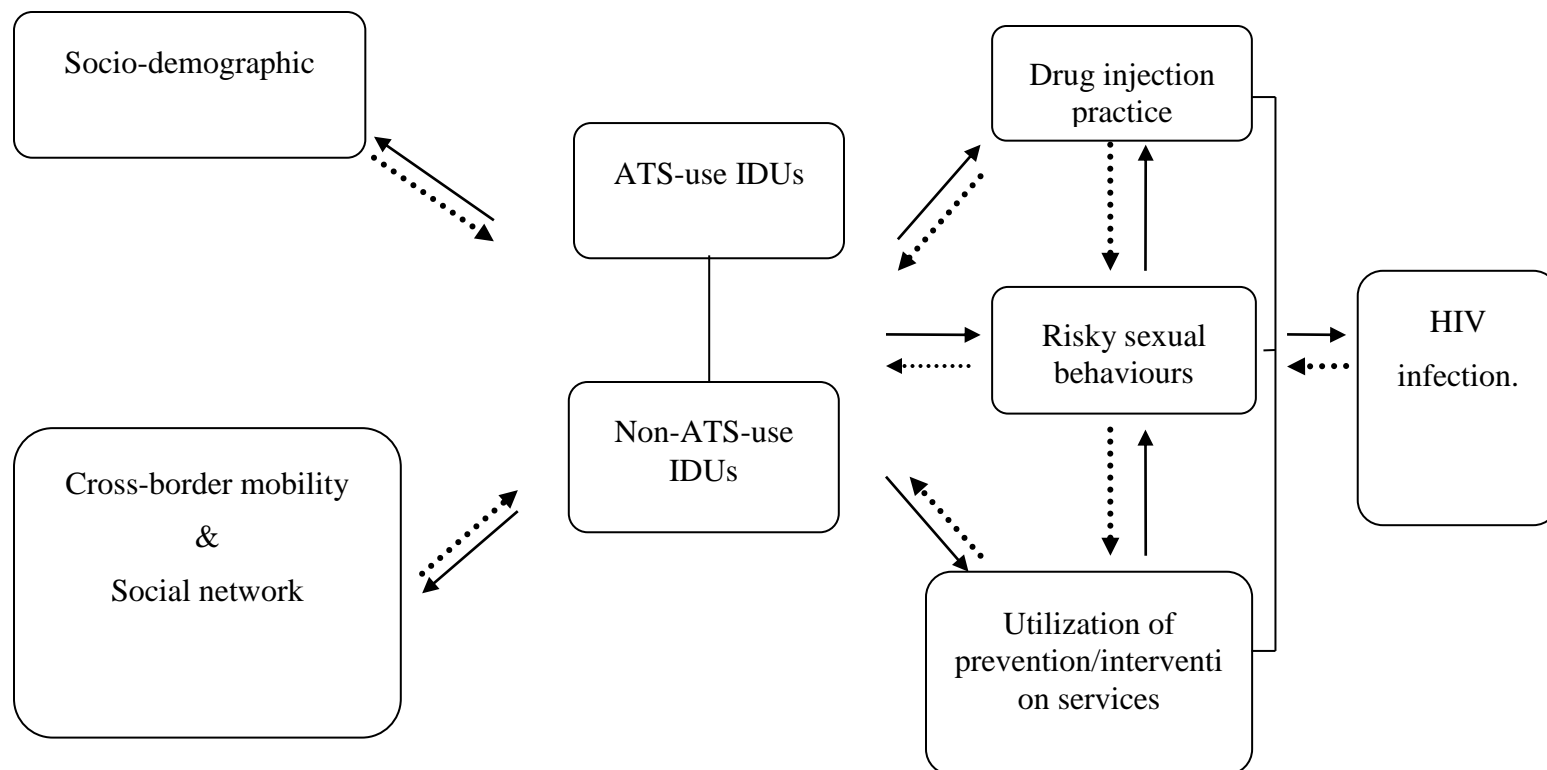 Socio-demographic
Drug injection
practice
ATS-use IDUs
Risky sexual
behaviours
HIV
infection.
Non-ATS-use
IDUs
Cross-border mobility
&
Social network
Utilization of
prevention/interventi
on services